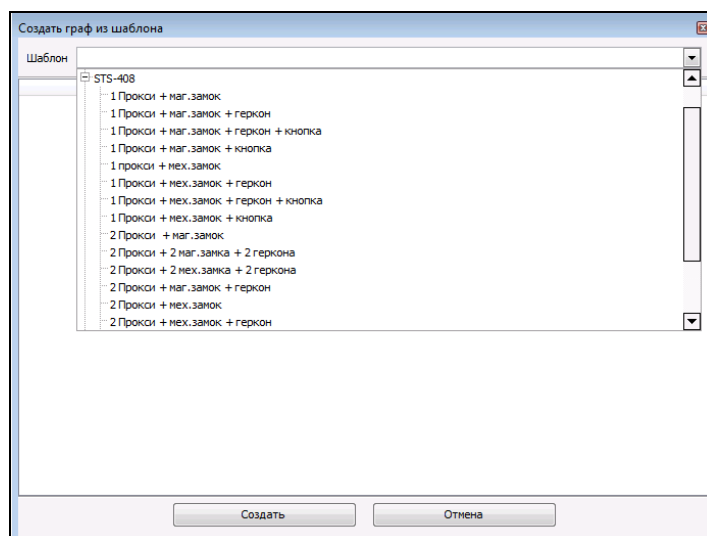 Создать граф из шаблона
Шаблон
STS-408
1 Прокси + маг.замок
1 Прокси + маг.замок + геркон
1 Прокси + маг.замок + геркон + кнопка
1 Прокси + маг.замок + кнопка
1 прокси + мех.замок
1 Прокси + мех.замок + геркон
1 Прокси + мех.замок + геркон + кнопка
1 Прокси + мех.замок + кнопка
2 Прокси + маг.замок
2 Прокси + 2 маг.замка + 2 геркона
2 Прокси + 2 мех.замка + 2 геркона
2 Прокси + маг.замок + геркон
2 Прокси + мех.замок
2 Прокси + мех.замок + геркон
Создать Отмена